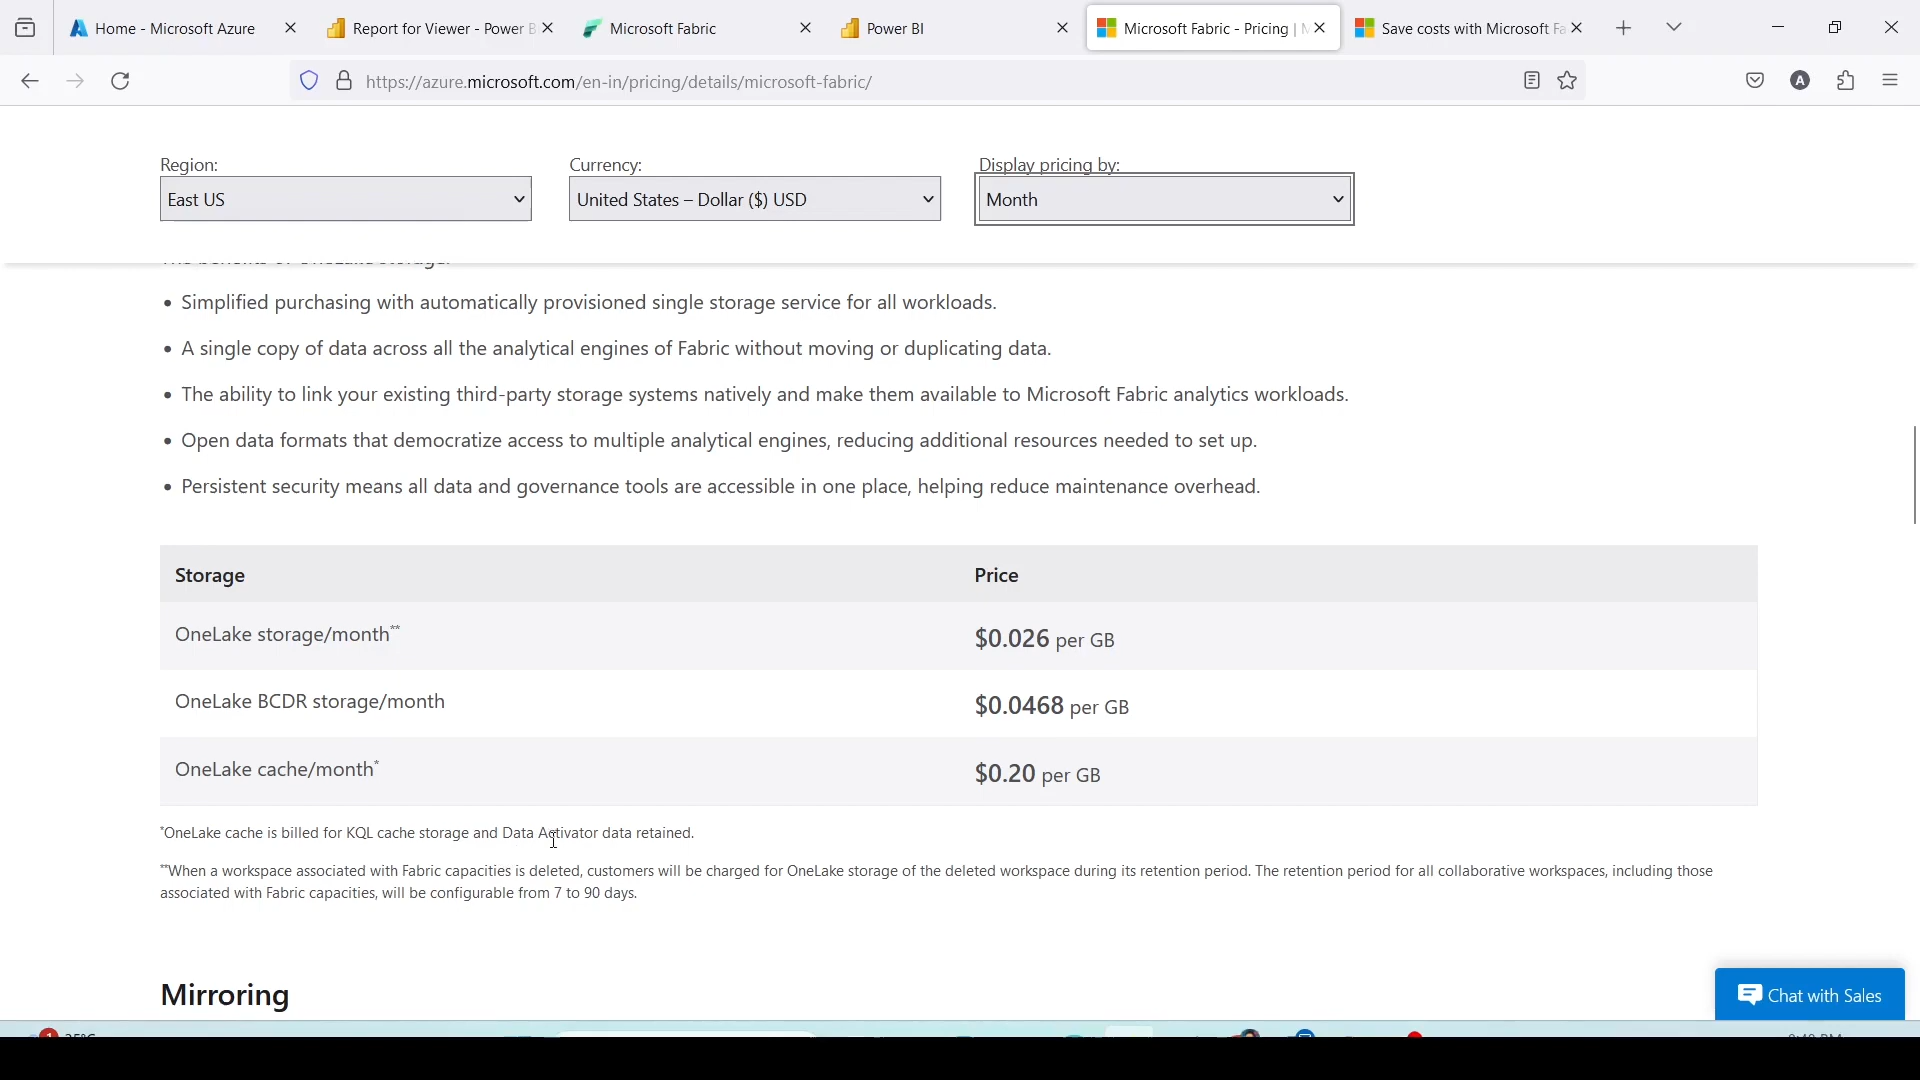 Home - Microsoft Azure
Report for Viewer - Power B
Microsoft Fabric
Power BI
Microsoft Fabric - Pricing |
Save costs with Microsoft Fa
https://azure.microsoft.com/en-in/pricing/details/microsoft-fabric/
A
Region:
Currency:
Display pricing by:
East US
United States – Dollar ($) USD
Month
• Simplified purchasing with automatically provisioned single storage service for all workloads.
• A single copy of data across all the analytical engines of Fabric without moving or duplicating data.
• The ability to link your existing third-party storage systems natively and make them available to Microsoft Fabric analytics workloads.
• Open data formats that democratize access to multiple analytical engines, reducing additional resources needed to set up.
• Persistent security means all data and governance tools are accessible in one place, helping reduce maintenance overhead.
Storage Price
OneLake storage/month** $0.026 per GB
OneLake BCDR storage/month $0.0468 per GB
OneLake cache/month* $0.20 per GB
*OneLake cache is billed for KQL cache storage and Data Activator data retained.
**When a workspace associated with Fabric capacities is deleted, customers will be charged for OneLake storage of the deleted workspace during its retention period. The retention period for all collaborative workspaces, including those
associated with Fabric capacities, will be configurable from 7 to 90 days.
Mirroring
Chat with Sales